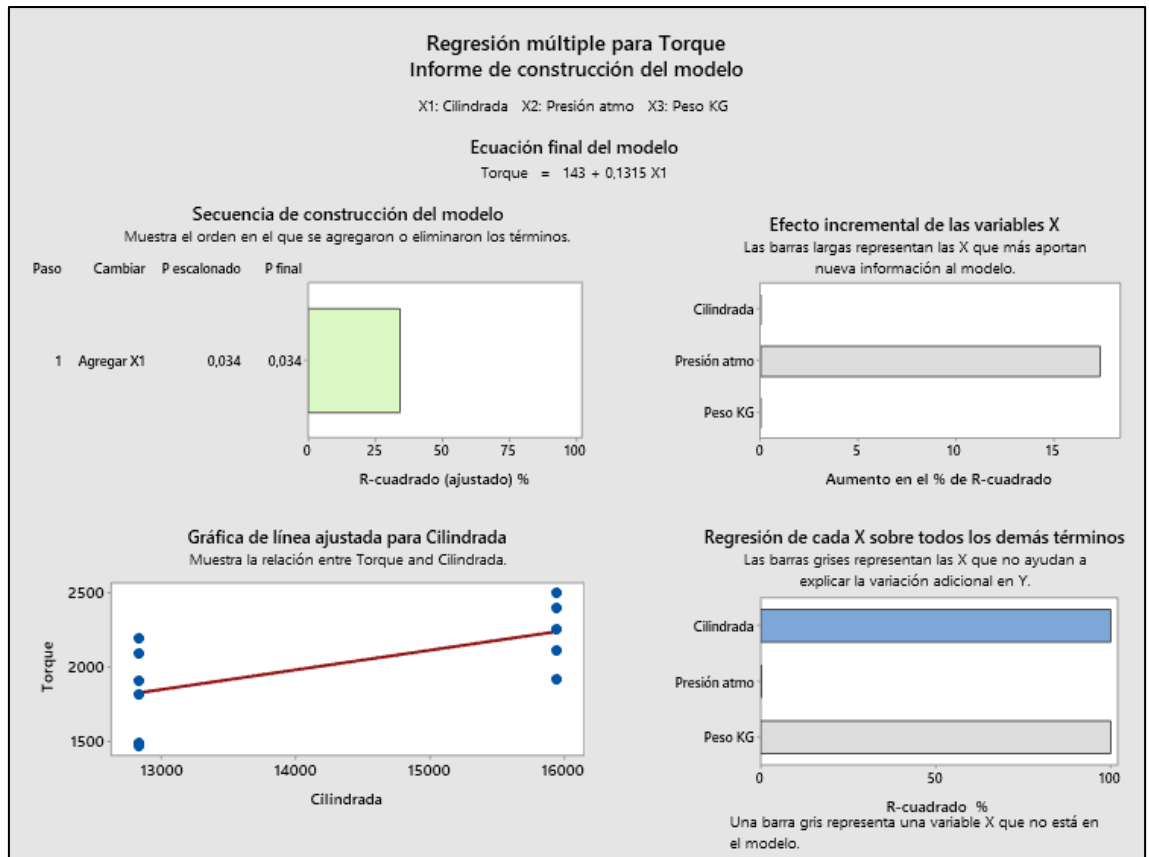 Regresión múltiple para Torque
Informe de construcción del modelo
X1: Cilindrada X2: Presión atmo X3: Peso KG
Ecuación final del modelo
Torque = 143 + 0,1315 X1
Secuencia de construcción del modelo
Muestra el orden en el que se agregaron o eliminaron los términos.
Paso Cambiar P escalonado P final
1 Agregar X1 0,034 0,034
0 25 50 75 100
R-cuadrado (ajustado) %
Efecto incremental de las variables X
Las barras largas representan las X que más aportan
nueva información al modelo.
Cilindrada
Presión atmo
Peso KG
0 5 10 15
Aumento en el % de R-cuadrado
Gráfica de línea ajustada para Cilindrada
Muestra la relación entre Torque and Cilindrada.
Torque
2500
2000
1500
13000 14000 15000 16000
Cilindrada
Regresión de cada X sobre todos los demás términos
Las barras grises representan las X que no ayudan a
explicar la variación adicional en Y.
Cilindrada
Presión atmo
Peso KG
0 50 100
R-cuadrado %
Una barra gris representa una variable X que no está en
el modelo.